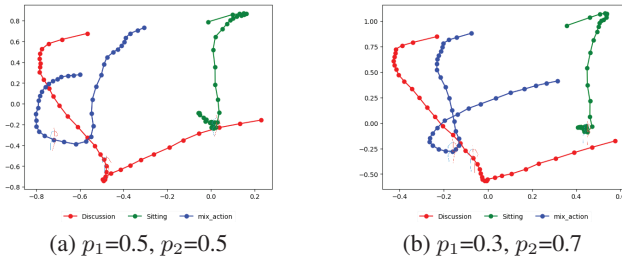 0.8
0.6
0.4
0.2
0.0
−0.2
−0.4
−0.6
−0.8
−0.8 −0.6 −0.4 −0.2 0.0 0.2
Discussion Sitting mix_action
(a) p1=0.5, p2=0.5
1.00
0.75
0.50
0.25
0.00
−0.25
−0.50
−0.4 −0.2 0.0 0.2 0.4 0.6
Discussion Sitting mix_action
(b) p1=0.3, p2=0.7